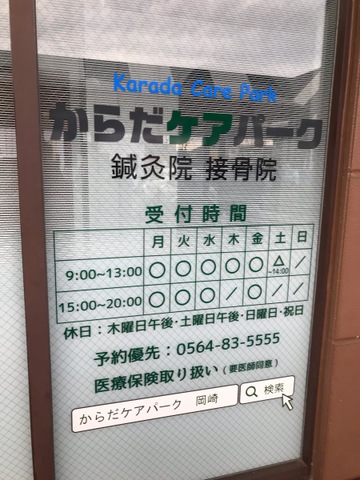 Karada Care Park
からだケアパーク
鍼灸院 接骨院
受付時間
月 火 水 木 金 土 日
9:00~13:00 ○ ○ ○ ○ ○ △~14:00 /
15:00~20:00 ○ ○ ○ / ○ / /
休日：木曜日午後・土曜日午後・日曜日・祝日
予約優先：0564-83-5555
医療保険取り扱い（要医師同意）
からだケアパーク 岡崎 検索